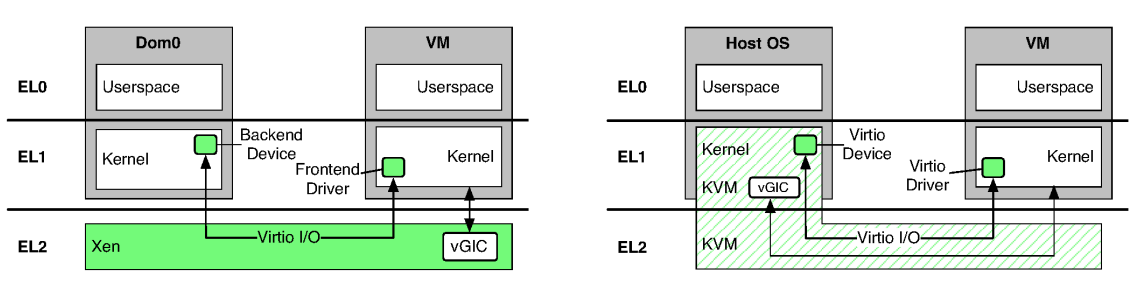 Dom0
VM
EL0
Userspace
Userspace
EL1
Kernel
Backend
Device
Frontend
Driver
Kernel
EL2
Xen
Virtio I/O
vGIC
Host OS
VM
EL0
Userspace
Userspace
EL1
Kernel
Virtio
Device
Virtio
Driver
Kernel
KVM
vGIC
EL2
KVM
Virtio I/O